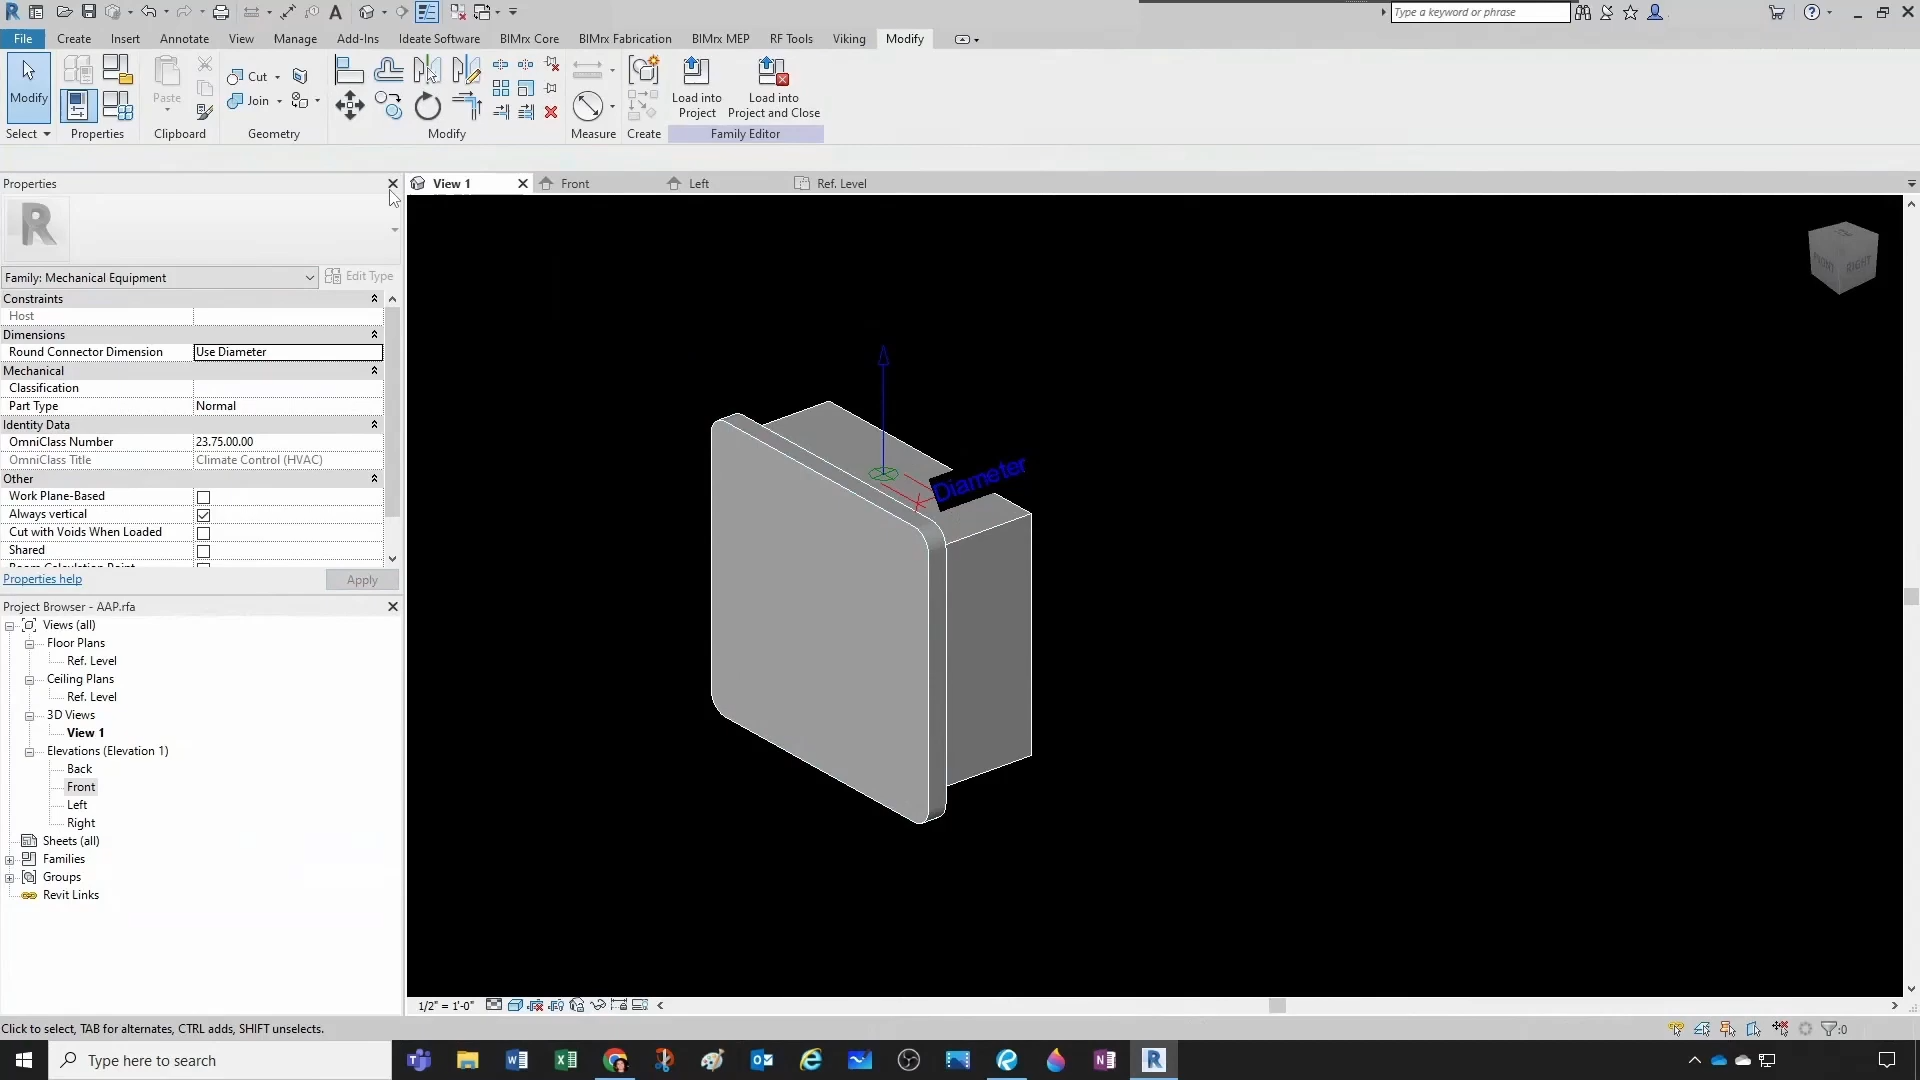 Type a keyword or phrase
File Create Insert Annotate View Manage Add-Ins Ideate Software BIMrx Core BIMrx Fabrication BIMrx MEP RF Tools Viking Modify
Modify
Paste
Cut
Join
Load into
Project
Load into
Project and Close
Select Properties Clipboard Geometry Modify Measure Create Family Editor
Properties
View 1
Front
Left
Ref. Level
Family: Mechanical Equipment
Edit Type
Constraints
Host
Dimensions
Round Connector Dimension Use Diameter
Mechanical
Classification
Part Type Normal
Identity Data
OmniClass Number 23.75.00.00
OmniClass Title Climate Control (HVAC)
Other
Work Plane-Based
Always vertical
Cut with Voids When Loaded
Shared
Properties help
Apply
Project Browser - AAP.rfa
Views (all)
Floor Plans
Ref. Level
Ceiling Plans
Ref. Level
3D Views
View 1
Elevations (Elevation 1)
Back
Front
Left
Right
Sheets (all)
Families
Groups
Revit Links
Diameter
FRONT
RIGHT
1/2" = 1'-0"
Click to select, TAB for alternates, CTRL adds, SHIFT unselects.
:0
Type here to search